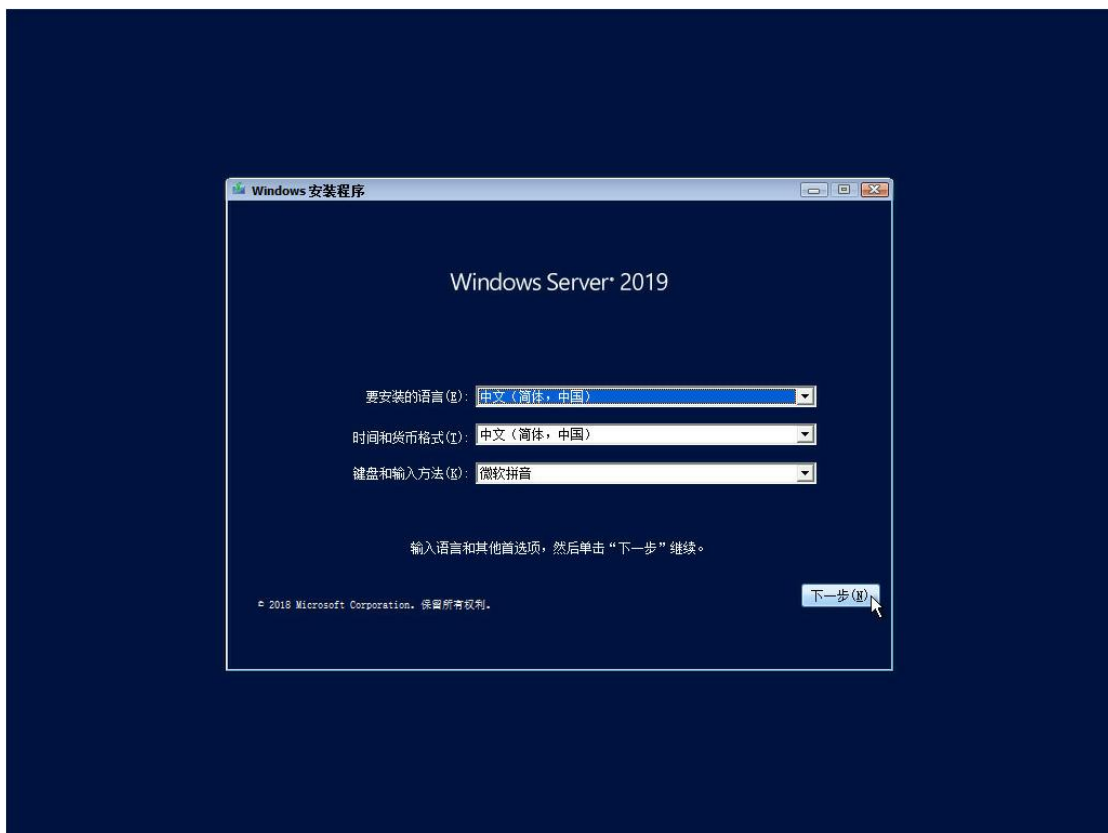 Windows 安装程序
Windows Server® 2019
要安装的语言(E): 中文（简体，中国）
时间和货币格式(T): 中文（简体，中国）
键盘和输入方法(K): 微软拼音
输入语言和其他首选项，然后单击“下一步”继续。
© 2018 Microsoft Corporation. 保留所有权利.
下一步(N)